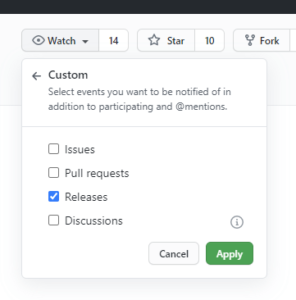 Watch 14 Star 10 Fork
Custom
Select events you want to be notified of in
addition to participating and @mentions.
Issues
Pull requests
Releases
Discussions
Cancel Apply